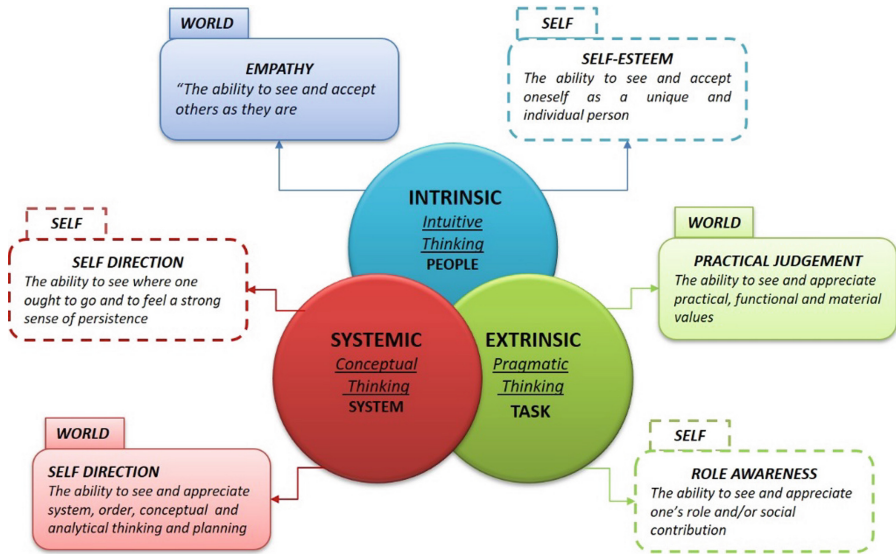 WORLD
EMPATHY
“The ability to see and accept
others as they are
SELF
SELF-ESTEEM
The ability to see and accept
oneself as a unique and
individual person
INTRINSIC
Intuitive
Thinking
PEOPLE
SELF
SELF DIRECTION
The ability to see where one
ought to go and to feel a strong
sense of persistence
WORLD
PRACTICAL JUDGEMENT
The ability to see and appreciate
practical, functional and material
values
SYSTEMIC
Conceptual
Thinking
SYSTEM
EXTRINSIC
Pragmatic
Thinking
TASK
WORLD
SELF DIRECTION
The ability to see and appreciate
system, order, conceptual and
analytical thinking and planning
SELF
ROLE AWARENESS
The ability to see and appreciate
one’s role and/or social
contribution